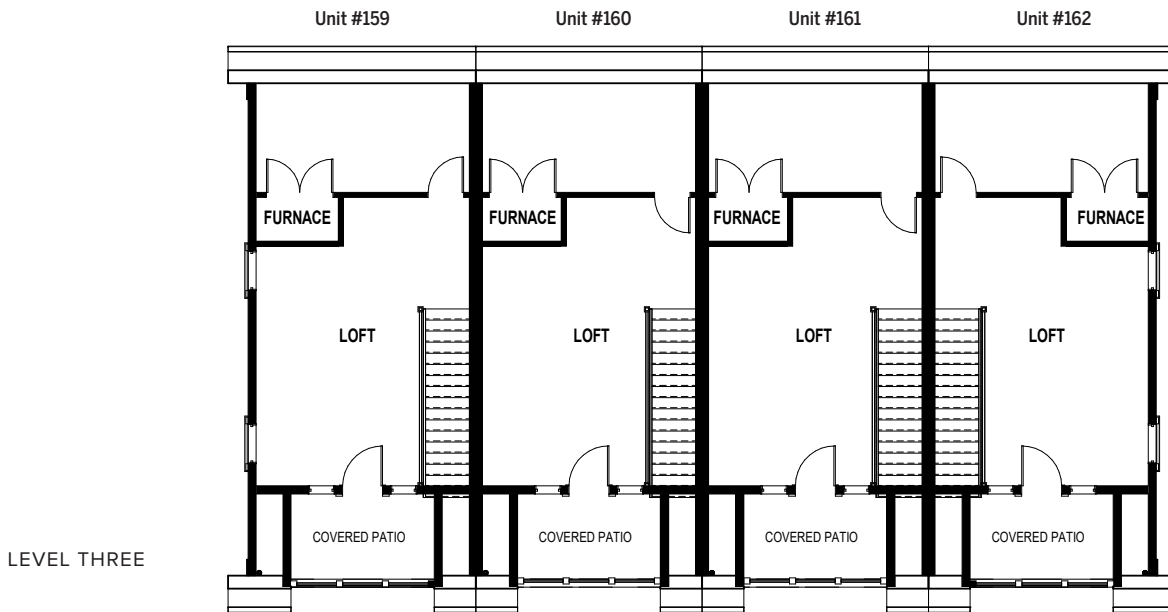 Unit #159 Unit #160 Unit #161 Unit #162
FURNACE FURNACE FURNACE FURNACE
LOFT LOFT LOFT LOFT
COVERED PATIO COVERED PATIO COVERED PATIO COVERED PATIO
LEVEL THREE